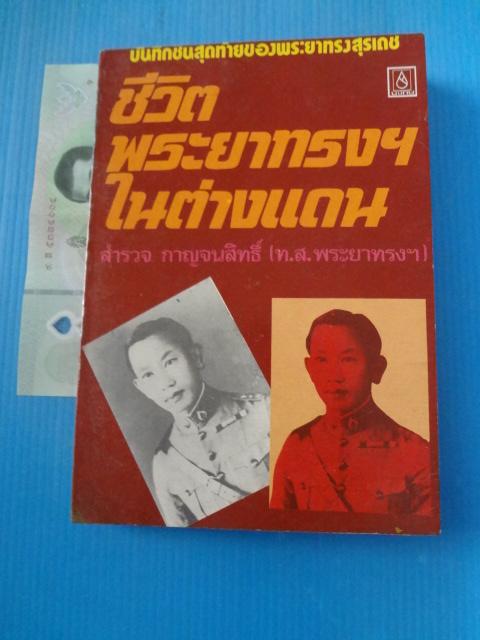 บันทึกชิ้นสุดท้ายของพระยาทรงสุรเดช
ชีวิต
พระยาทรงฯ
ในต่างแดน
สำรวจ กาญจนสิทธิ์ (ท.ส.พระยาทรงฯ)